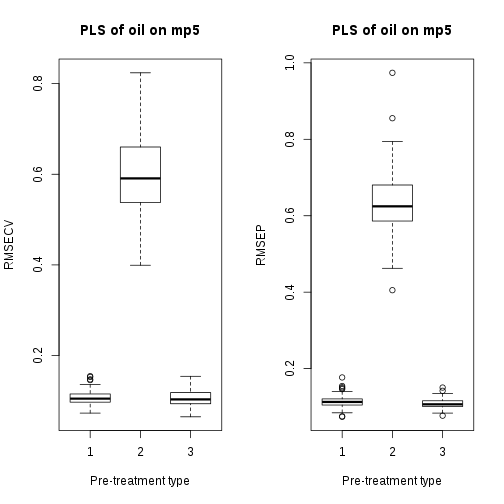 PLS of oil on mp5
RMSECV
0.8
0.6
0.4
0.2
1 2 3
Pre-treatment type
PLS of oil on mp5
RMSEP
1.0
0.8
0.6
0.4
0.2
1 2 3
Pre-treatment type